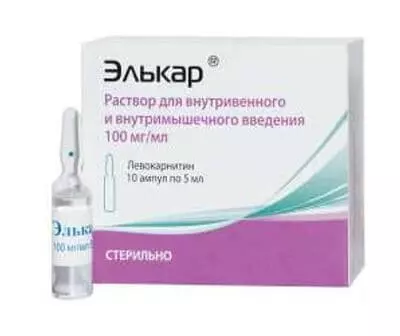 Элькар®
Раствор для внутривенного
и внутримышечного введения
100 мг/мл
Левокарнитин
10 ампул по 5 мл
СТЕРИЛЬНО
Элькар
100 мг/мл